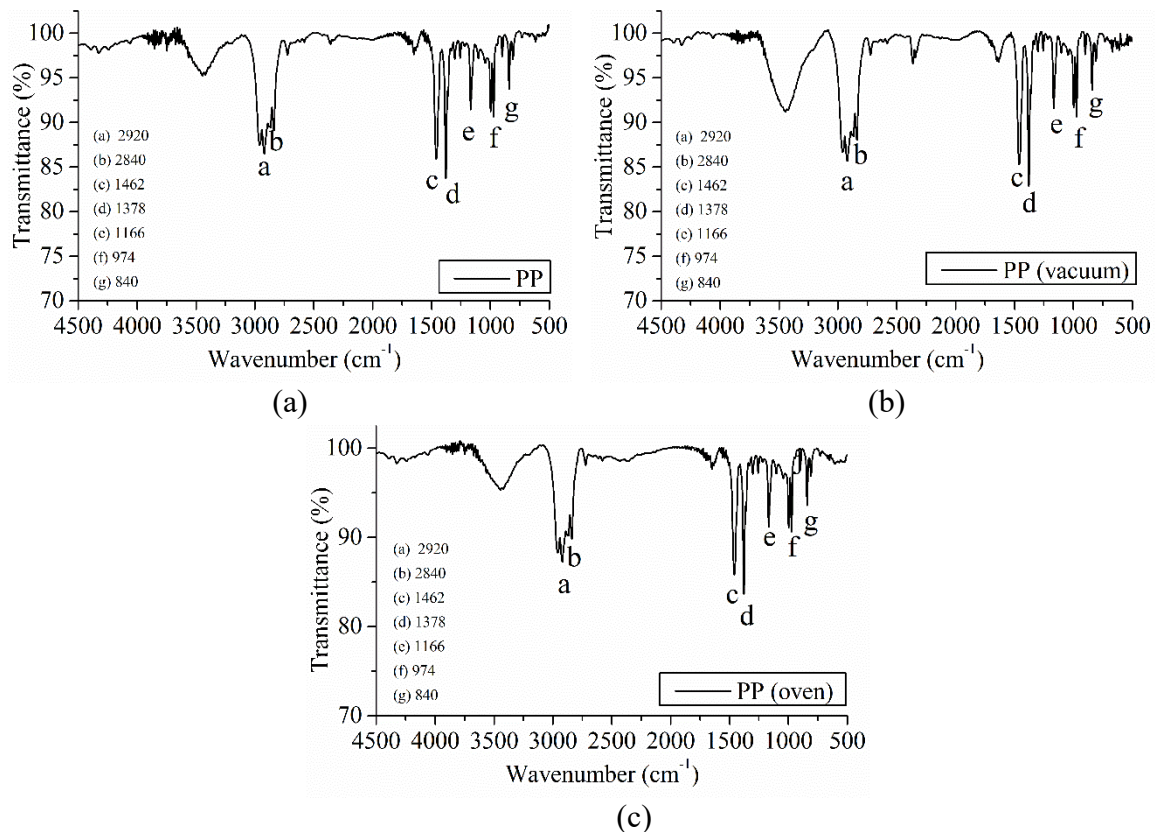 100
95
90
85
80
75
70
Transmittance (%)
(a) 2920
(b) 2840
(c) 1462
(d) 1378
(e) 1166
(f) 974
(g) 840
a
b
c
d
e
f
g
PP
4500 4000 3500 3000 2500 2000 1500 1000 500
Wavenumber (cm⁻¹)
(a)
100
95
90
85
80
75
70
Transmittance (%)
(a) 2920
(b) 2840
(c) 1462
(d) 1378
(e) 1166
(f) 974
(g) 840
a
b
c
d
e
f
g
PP (vacuum)
4500 4000 3500 3000 2500 2000 1500 1000 500
Wavenumber (cm⁻¹)
(b)
100
90
80
70
Transmittance (%)
(a) 2920
(b) 2840
(c) 1462
(d) 1378
(e) 1166
(f) 974
(g) 840
a
b
c
d
e
f
g
PP (oven)
4500 4000 3500 3000 2500 2000 1500 1000 500
Wavenumber (cm⁻¹)
(c)